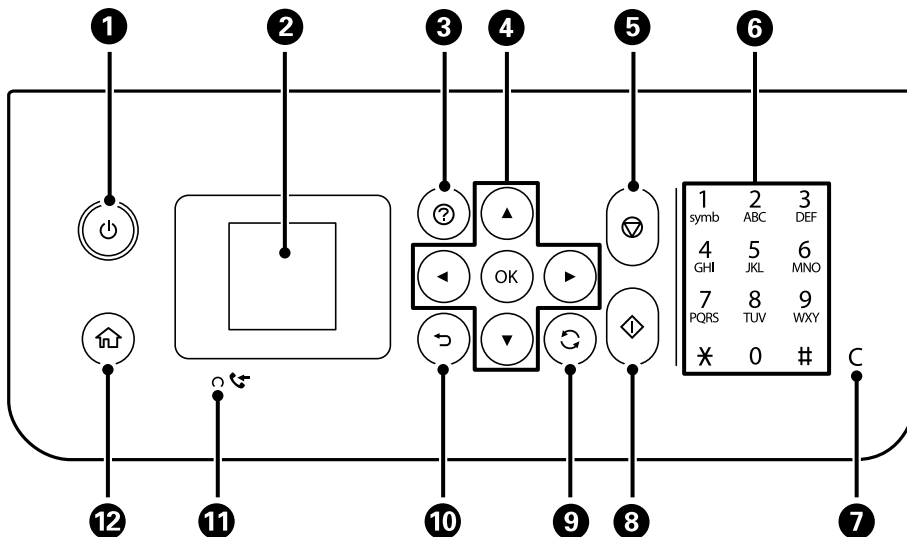 1 2 3 4 5 6
?
1 2 3
symb ABC DEF
OK
4 5 6
GHI JKL MNO
7 8 9
PQRS TUV WXY
* 0 #
C
12 11 10 9 8 7